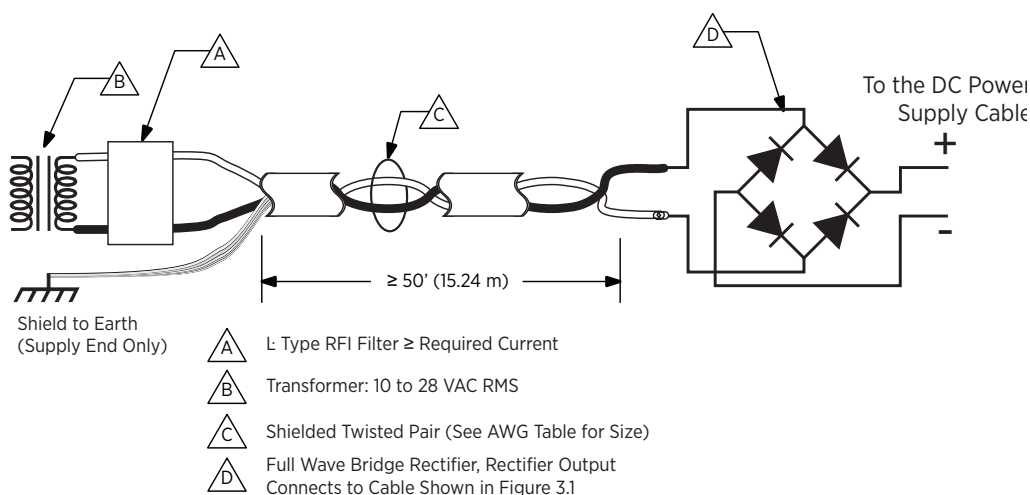 A
B
D
C
To the DC Power
Supply Cable
+
-
≥ 50' (15.24 m)
Shield to Earth
(Supply End Only)
A L- Type RFI Filter ≥ Required Current
B Transformer: 10 to 28 VAC RMS
C Shielded Twisted Pair (See AWG Table for Size)
D Full Wave Bridge Rectifier, Rectifier Output
Connects to Cable Shown in Figure 3.1